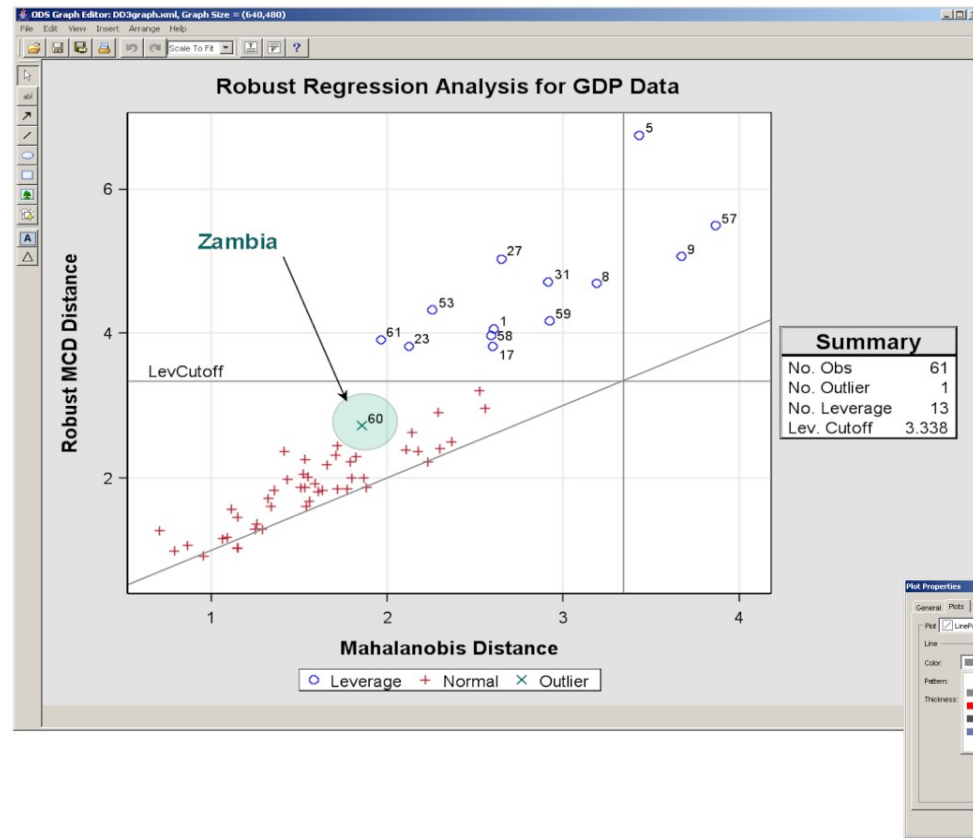 ODS Graph Editor: DD3graph.xml, Graph Size = (640,480)
File Edit View Insert Arrange Help
Scale To Fit
abl
A
Robust Regression Analysis for GDP Data
Robust MCD Distance
6
4
2
5
57
9
27
31
8
53
59
1
58
17
61
23
Zambia
LevCutoff
60
1 2 3 4
Mahalanobis Distance
Leverage Normal Outlier
Summary
No. Obs 61
No. Outlier 1
No. Leverage 13
Lev. Cutoff 3.338
Plot Properties
General Plots
Plot
Line
Color:
Pattern:
Thickness: